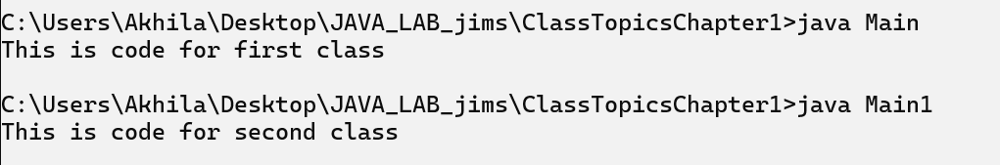 C:\Users\Akhila\Desktop\JAVA_LAB_jims\ClassTopicsChapter1>java Main
This is code for first class
C:\Users\Akhila\Desktop\JAVA_LAB_jims\ClassTopicsChapter1>java Main1
This is code for second class